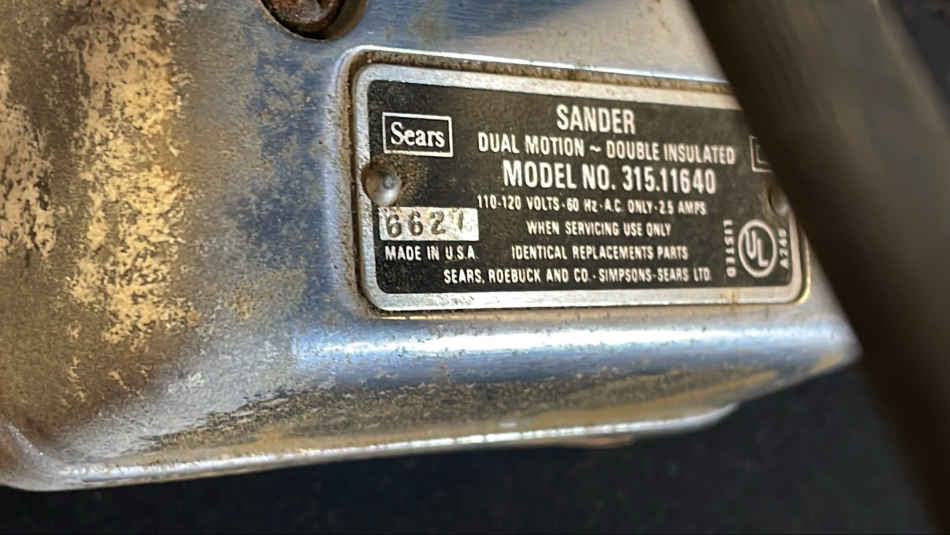 SANDER
Sears
DUAL MOTION ~ DOUBLE INSULATED
MODEL NO. 315.11640
110-120 VOLTS-60 Hz-A.C. ONLY-2.5 AMPS
6627
WHEN SERVICING USE ONLY
MADE IN U.S.A.
IDENTICAL REPLACEMENTS PARTS
SEARS, ROEBUCK AND CO.-SIMPSONS-SEARS LTD.
LISTED
UL